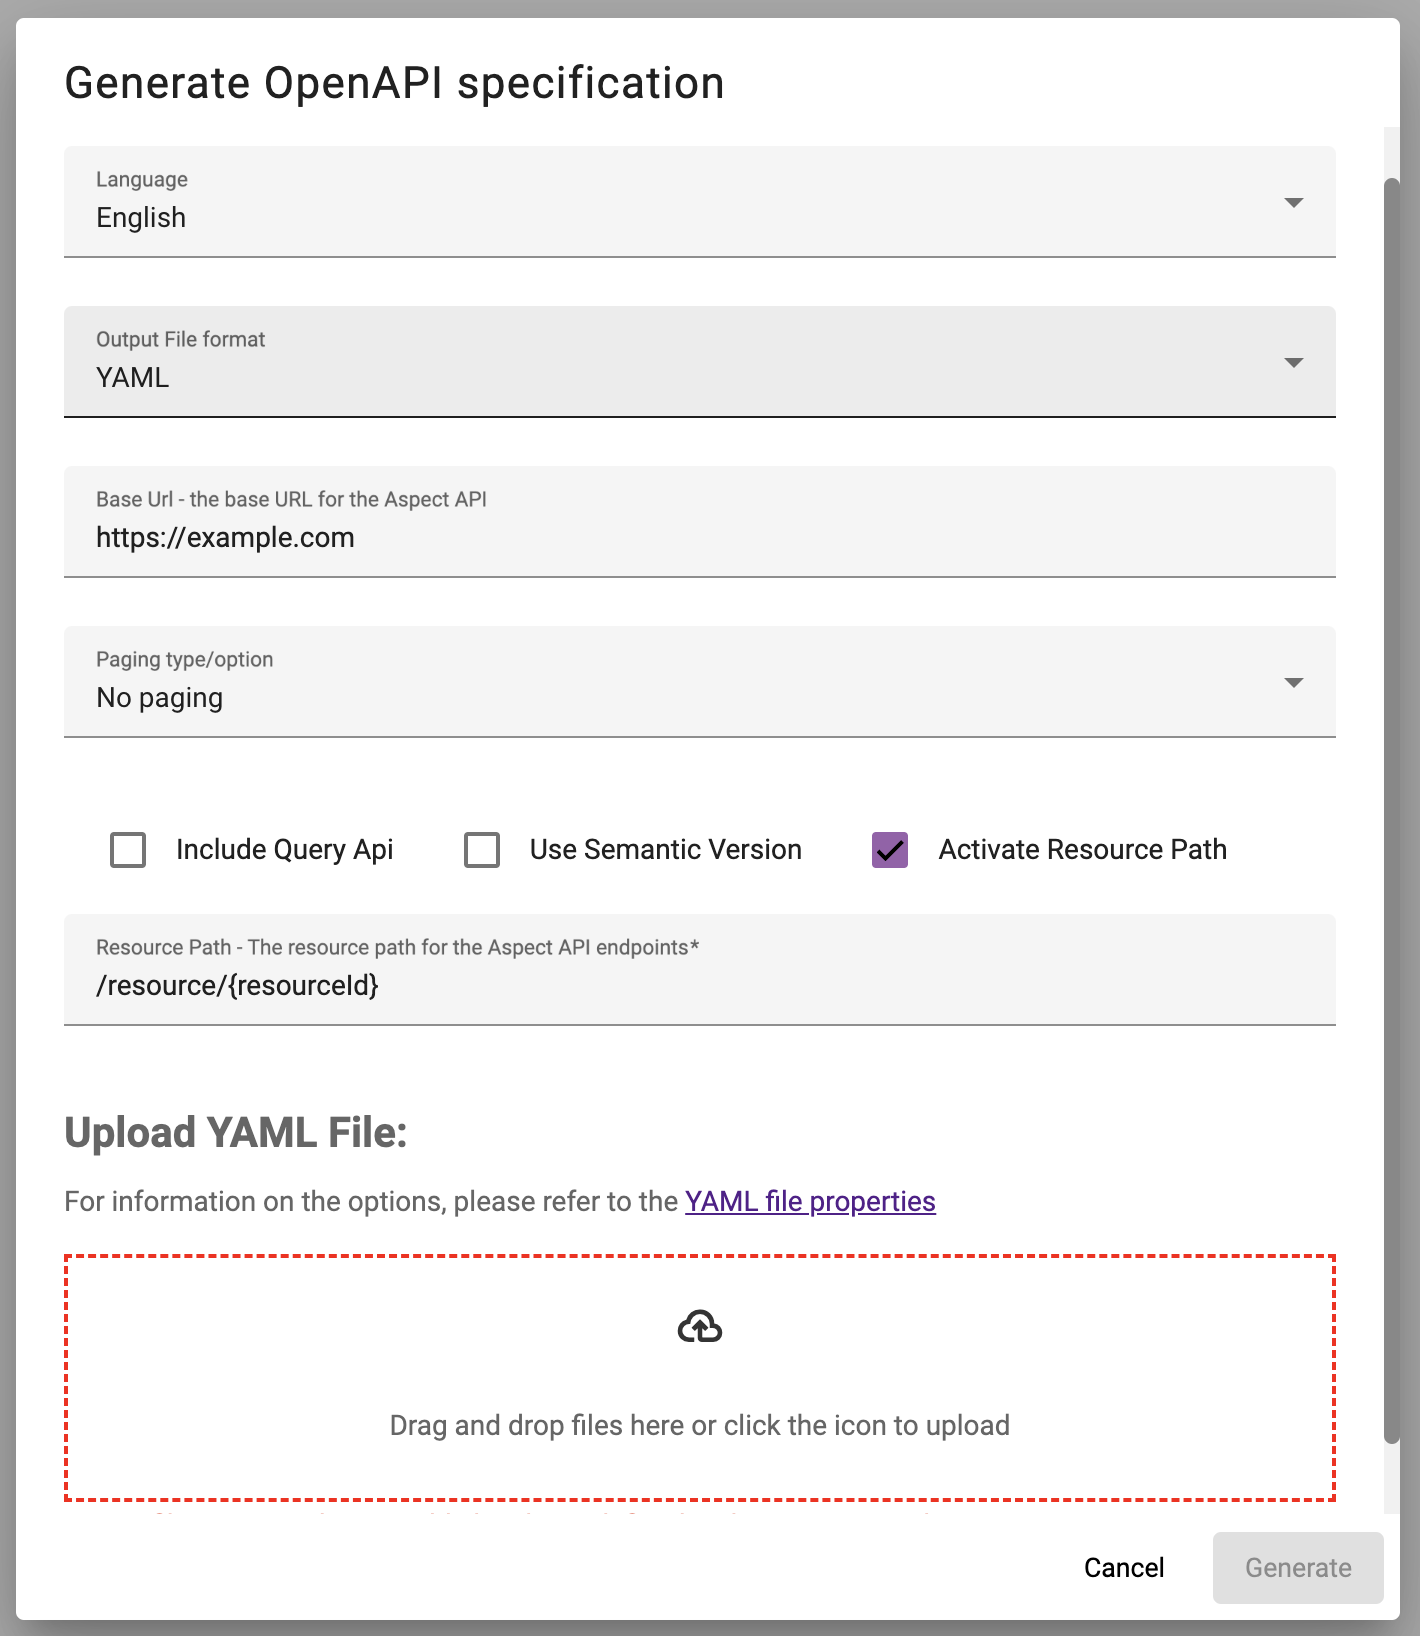 Generate OpenAPI specification
Language
English
Output File format
YAML
Base Url - the base URL for the Aspect API
https://example.com
Paging type/option
No paging
Include Query Api
Use Semantic Version
Activate Resource Path
Resource Path - The resource path for the Aspect API endpoints*
/resource/{resourceId}
Upload YAML File:
For information on the options, please refer to the YAML file properties
Drag and drop files here or click the icon to upload
Cancel
Generate